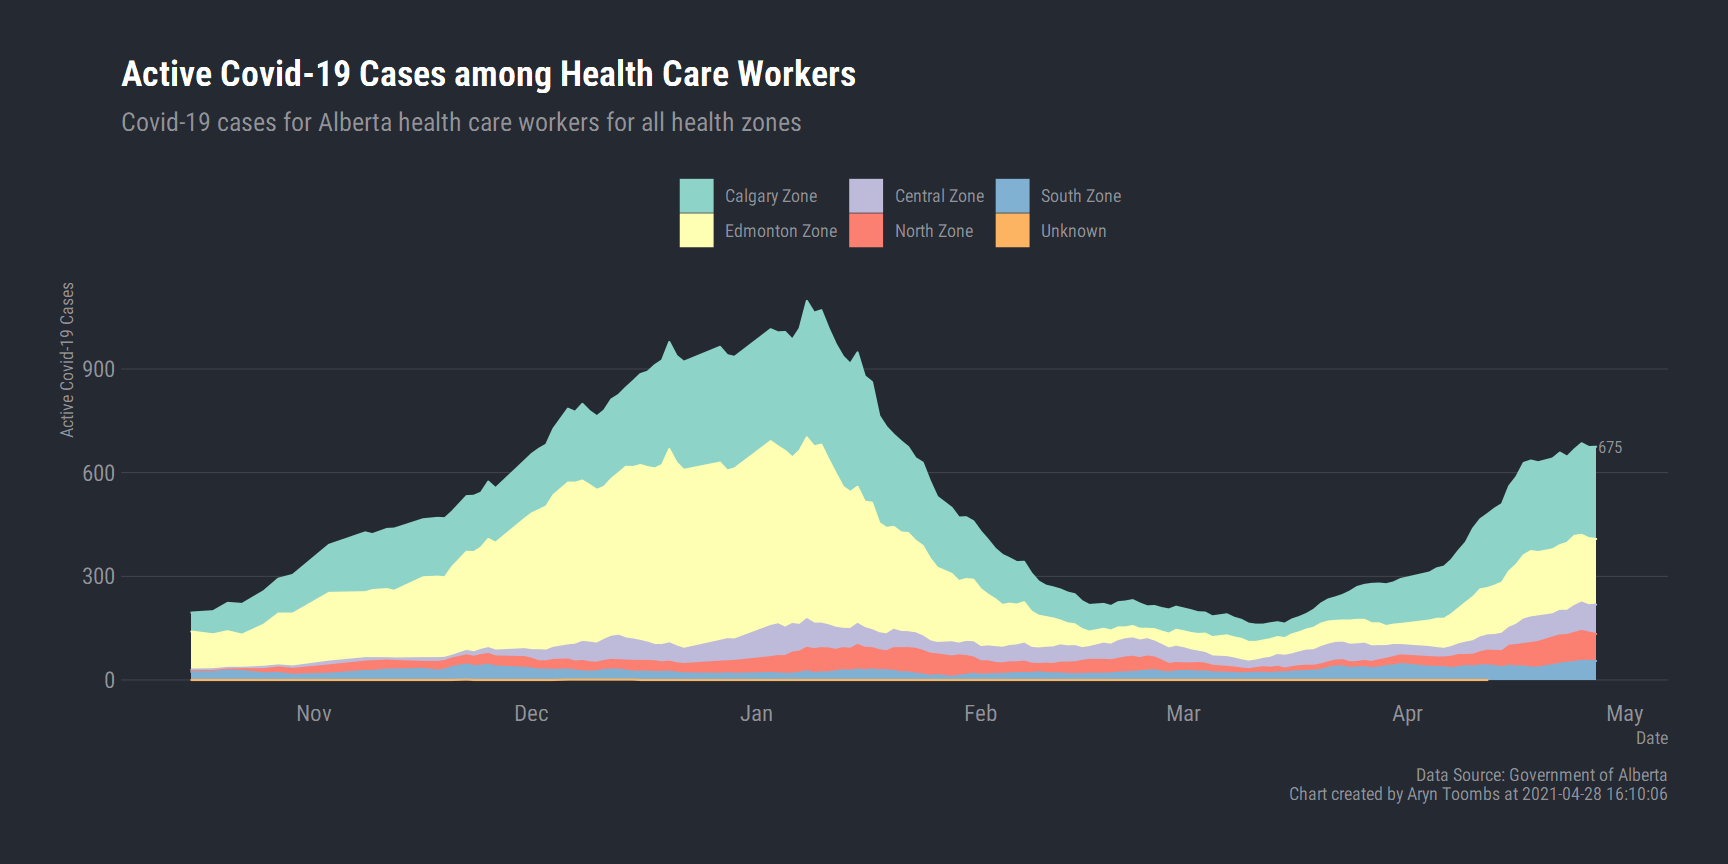 Active Covid-19 Cases among Health Care Workers
Covid-19 cases for Alberta health care workers for all health zones
Calgary Zone Central Zone South Zone
Edmonton Zone North Zone Unknown
Active Covid-19 Cases
900
675
600
300
0
Nov Dec Jan Feb Mar Apr May
Date
Data Source: Government of Alberta
Chart created by Aryn Toombs at 2021-04-28 16:10:06